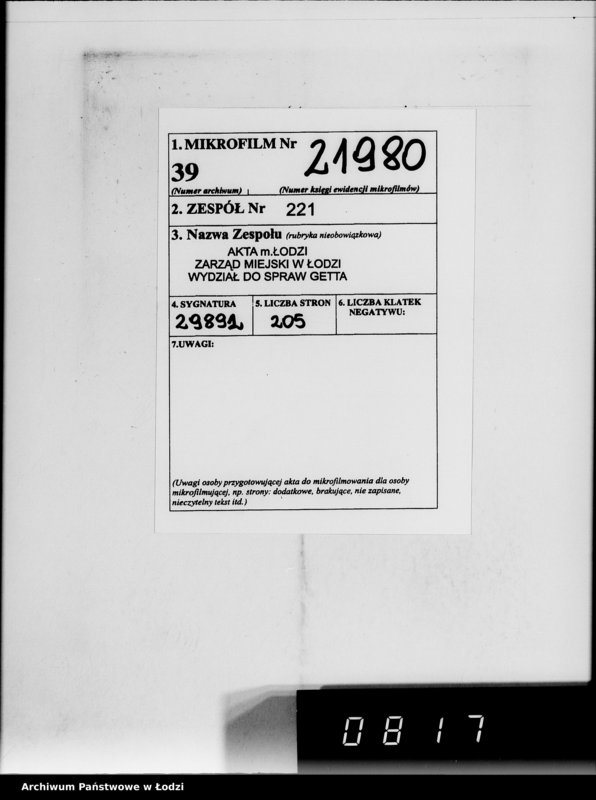 1. MIKROFILM Nr 21980
39
(Numer archiwum) (Numer księgi ewidencji mikrofilmów)
2. ZESPÓŁ Nr 221
3. Nazwa Zespołu (rubryka nieobowiązkowa)
AKTA m.ŁODZI
ZARZĄD MIEJSKI W ŁODZI
WYDZIAŁ DO SPRAW GETTA
4. SYGNATURA 5. LICZBA STRON 6. LICZBA KLATEK
NEGATYWU:
29892 205
7.UWAGI:
(Uwagi osoby przygotowującej akta do mikrofilmowania dla osoby
mikrofilmującej, np. strony: dodatkowe, brakujące, nie zapisane,
nieczytelny tekst itd.)
0817
Archiwum Państwowe w Łodzi